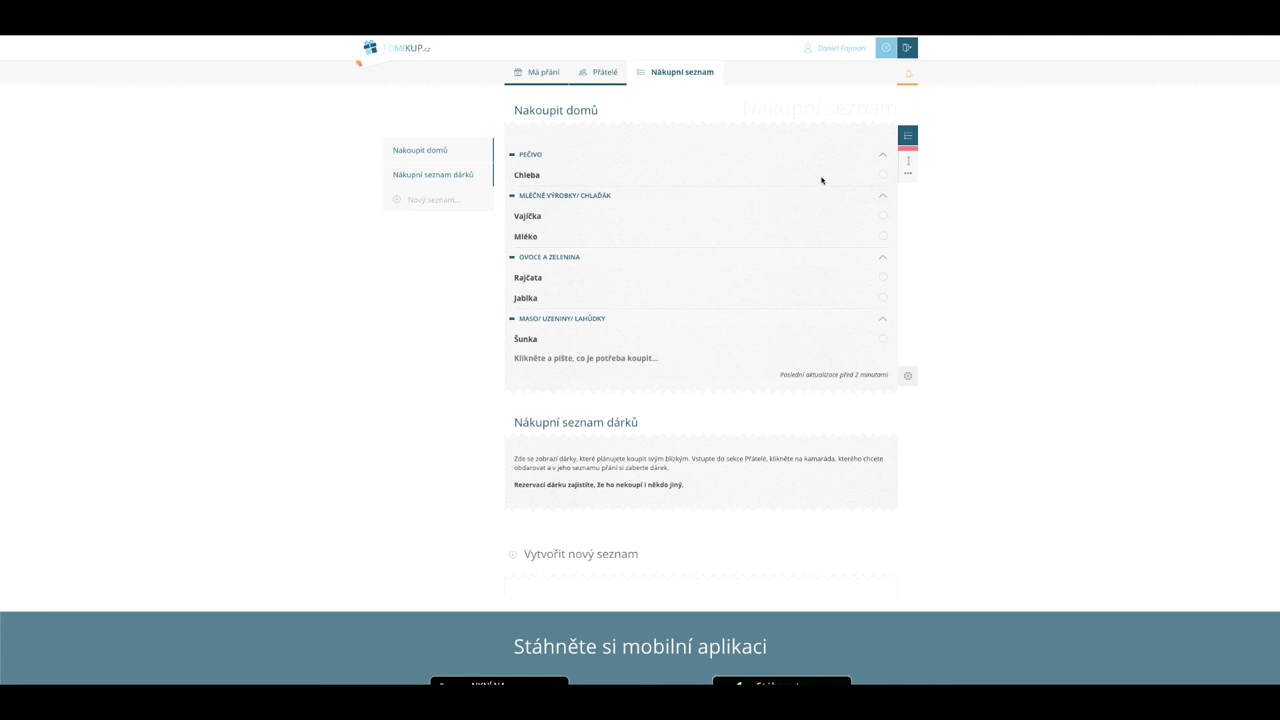 TOMIKUP.cz
Daniel Fajmon
Má přání
Přátelé
Nákupní seznam
Nakoupit domů
Nákupní seznam
Nakoupit domů
Nákupní seznam dárků
Nový seznam...
PEČIVO
Chleba
MLÉČNÉ VÝROBKY/ CHLAĎÁK
Vajíčka
Mléko
OVOCE A ZELENINA
Rajčata
Jablka
MASO/ UZENINY/ LAHŮDKY
Šunka
Klikněte a pište, co je potřeba koupit...
Poslední aktualizace před 2 minutami
Nákupní seznam dárků
Zde se zobrazí dárky, které plánujete koupit svým blízkým. Vstupte do sekce Přátelé, klikněte na kamaráda, kterého chcete
obdarovat a v jeho seznamu přání si zaberte dárek.
Rezervací dárku zajistíte, že ho nekoupí i někdo jiný.
Vytvořit nový seznam
Stáhněte si mobilní aplikaci
NYNÍ NA